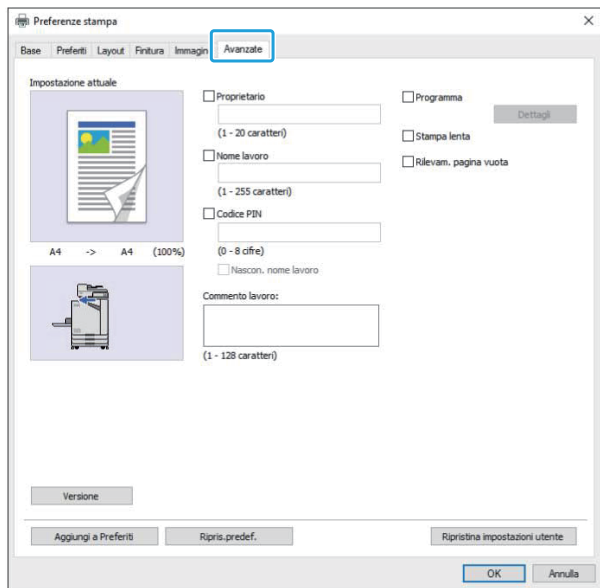 Preferenze stampa
Base Preferiti Layout Finitura Immagin Avanzate
Impostazione attuale
A4 -> A4 (100%)
Proprietario
(1 - 20 caratteri)
Nome lavoro
(1 - 255 caratteri)
Codice PIN
(0 - 8 cifre)
Nascon. nome lavoro
Commento lavoro:
(1 - 128 caratteri)
Programma
Dettagli
Stampa lenta
Rilevam. pagina vuota
Versione
Aggiungi a Preferiti Ripris.predef. Ripristina impostazioni utente
OK Annulla